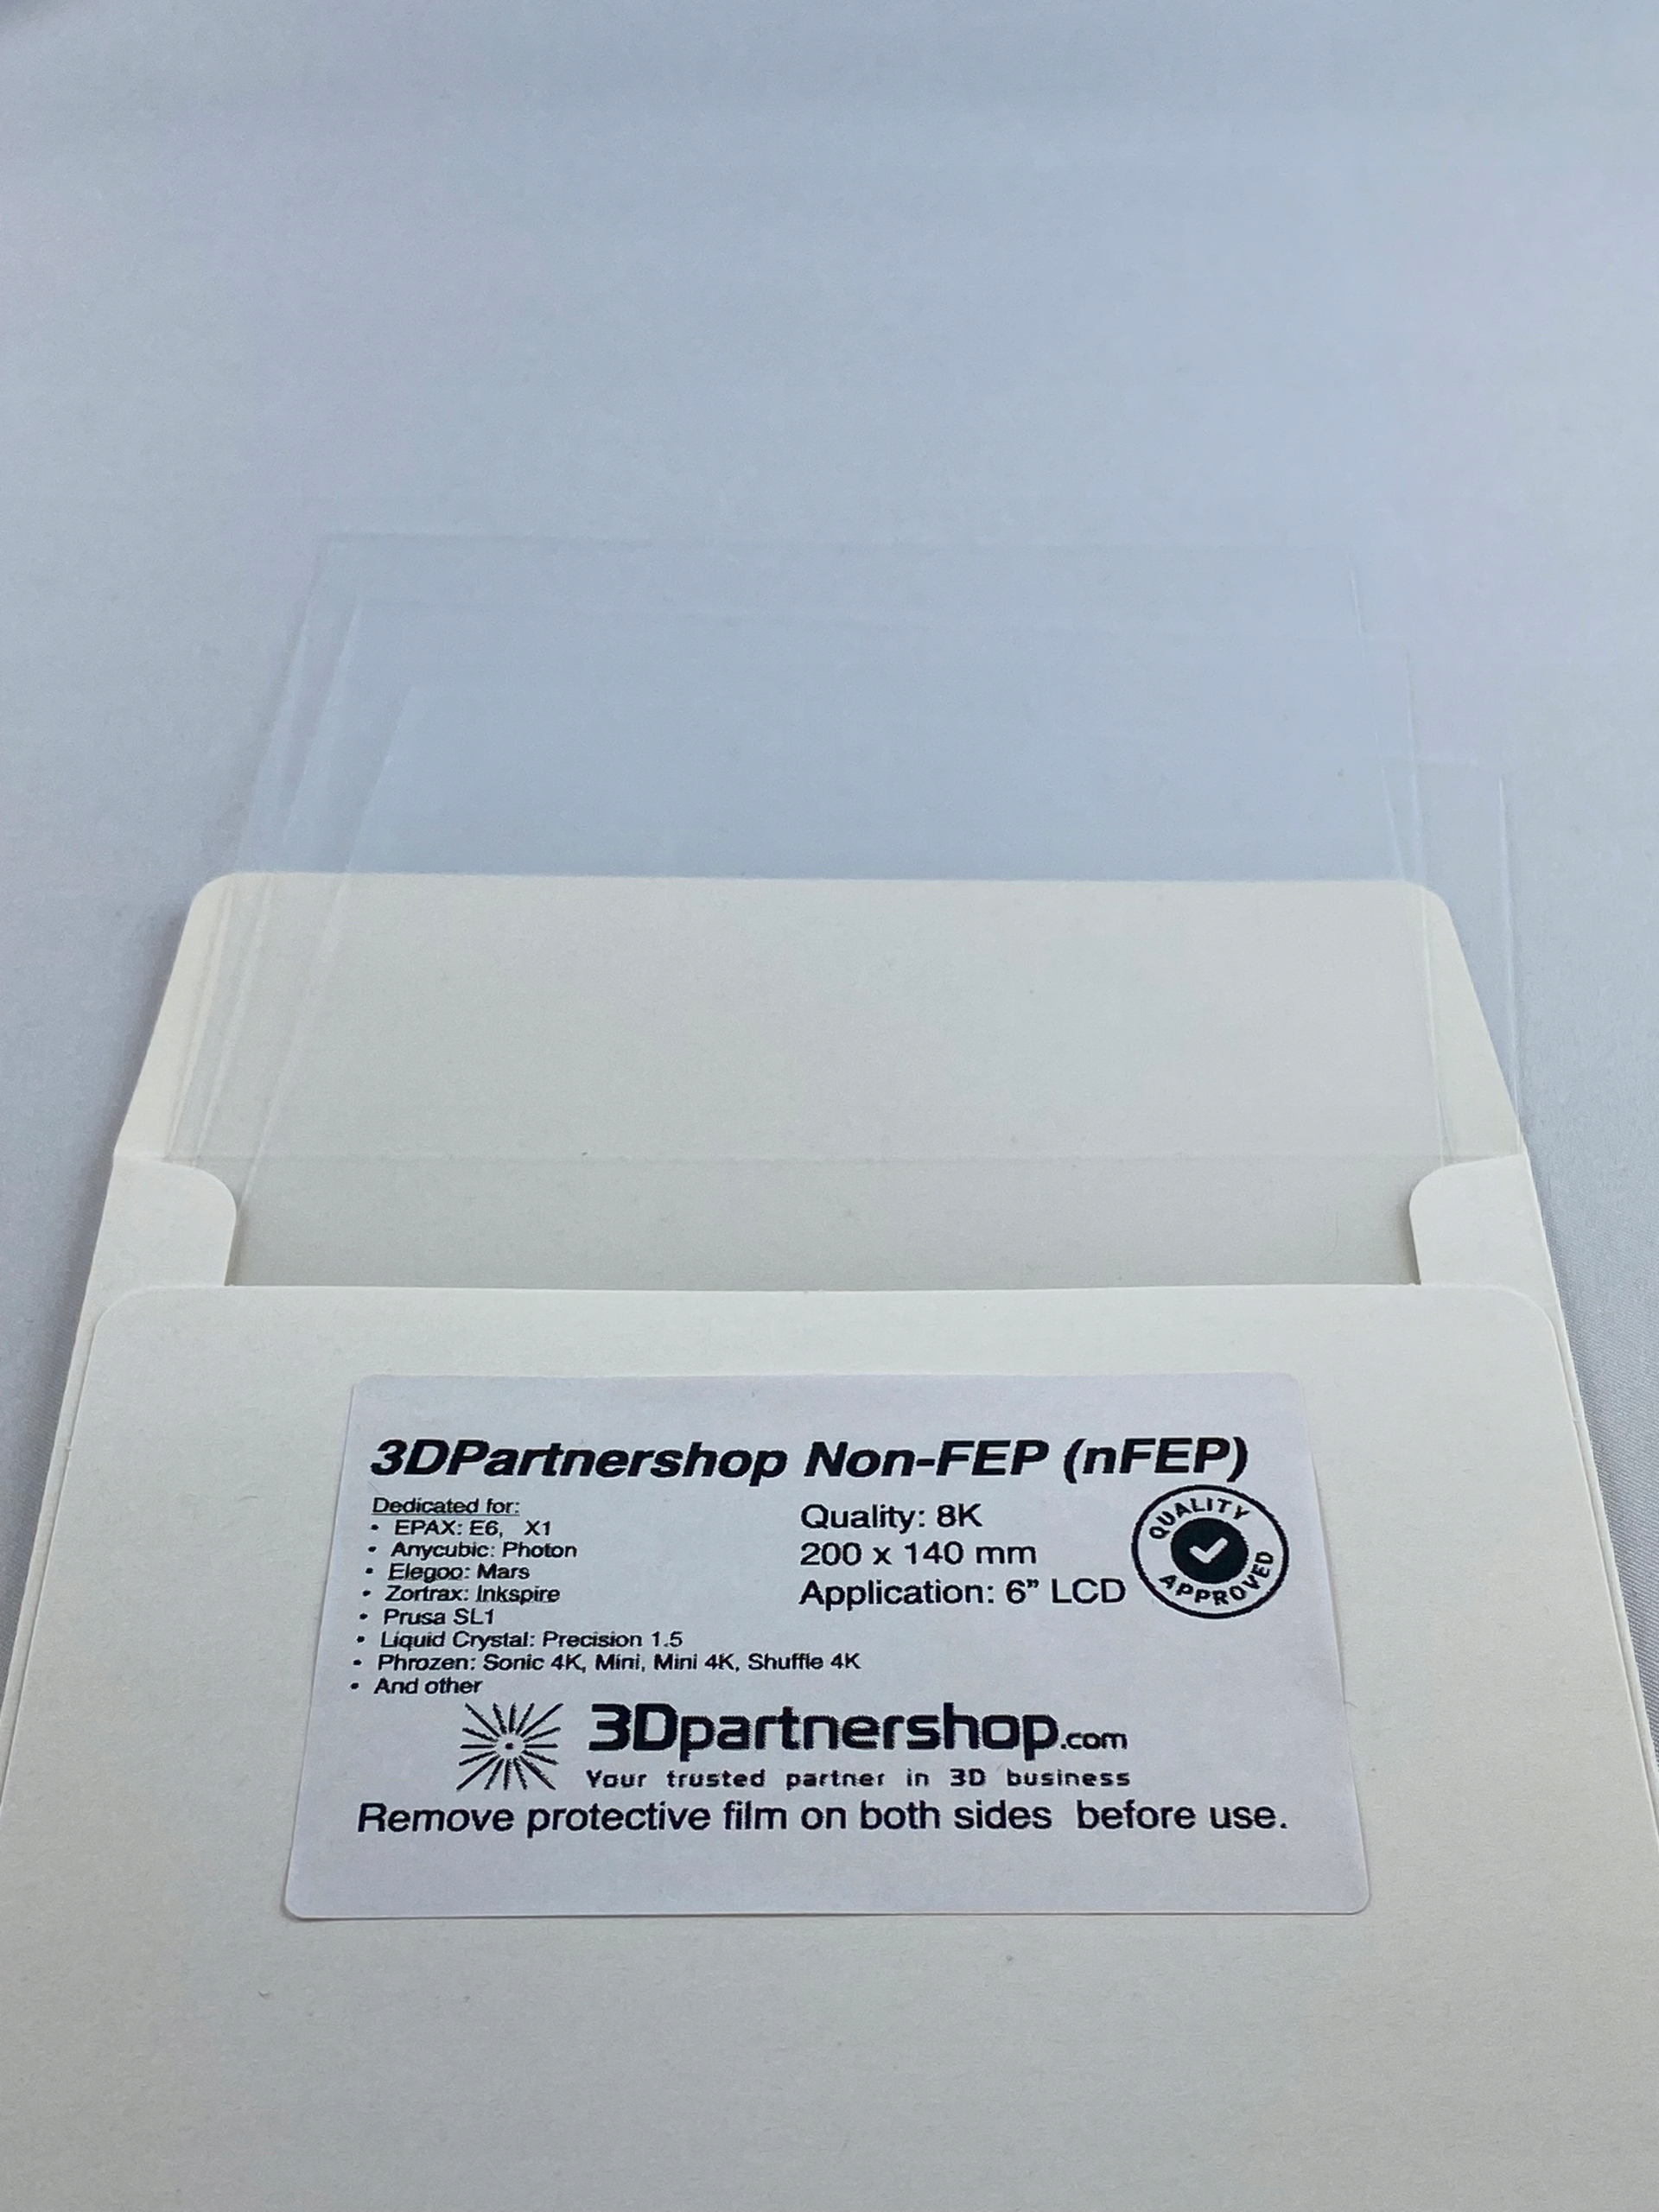 3DPartnershop Non-FEP (nFEP)
Dedicated for:
• EPAX: E6, X1
• Anycubic: Photon
• Elegoo: Mars
• Zortrax: Inkspire
• Prusa SL1
• Liquid Crystal: Precision 1.5
• Phrozen: Sonic 4K, Mini, Mini 4K, Shuffle 4K
• And other
Quality: 8K
200 x 140 mm
Application: 6” LCD
QUALITY
APPROVED
3Dpartnershop.com
Your trusted partner in 3D business
Remove protective film on both sides before use.